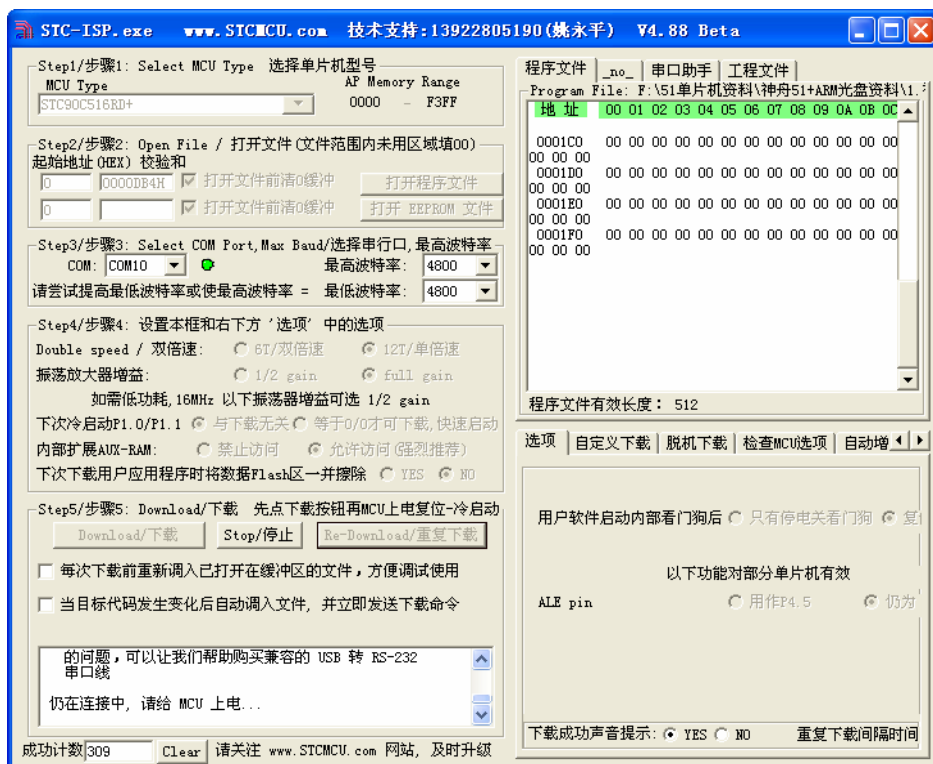 STC-ISP.exe www.STCMCU.com 技术支持:13922805190(姚永平) V4.88 Beta
Step1/步骤1: Select MCU Type 选择单片机型号
MCU Type AP Memory Range
STC90C516RD+ 0000 - F3FF
Step2/步骤2: Open File / 打开文件(文件范围内未用区域填00)
起始地址(HEX) 校验和
0 0000DB4H 打开文件前清0缓冲 打开程序文件
0 打开文件前清0缓冲 打开 EEPROM 文件
Step3/步骤3: Select COM Port,Max Baud/选择串行口,最高波特率
COM: COM10 最高波特率: 4800
请尝试提高最低波特率或使最高波特率 = 最低波特率: 4800
Step4/步骤4: 设置本框和右下方 '选项' 中的选项
Double speed / 双倍速: 6T/双倍速 12T/单倍速
振荡放大器增益: 1/2 gain full gain
如需低功耗,16MHz 以下振荡器增益可选 1/2 gain
下次冷启动P1.0/P1.1 与下载无关 等于0/0才可下载,快速启动
内部扩展AUX-RAM: 禁止访问 允许访问(强烈推荐)
下次下载用户应用程序时将数据Flash区一并擦除 YES NO
Step5/步骤5: Download/下载 先点下载按钮再MCU上电复位-冷启动
Download/下载 Stop/停止 Re-Download/重复下载
每次下载前重新调入已打开在缓冲区的文件,方便调试使用
当目标代码发生变化后自动调入文件, 并立即发送下载命令
的问题,可以让我们帮助购买兼容的 USB 转 RS-232
串口线
仍在连接中, 请给 MCU 上电...
成功计数 309 Clear 请关注 www.STCMCU.com 网站, 及时升级
程序文件 _no_ 串口助手 工程文件
Program File: F:\51单片机资料\神舟51+ARM光盘资料\1.
地 址 00 01 02 03 04 05 06 07 08 09 0A 0B 0C
0001C0 00 00 00 00 00 00 00 00 00 00 00 00 00
00 00 00
0001D0 00 00 00 00 00 00 00 00 00 00 00 00 00
00 00 00
0001E0 00 00 00 00 00 00 00 00 00 00 00 00 00
00 00 00
0001F0 00 00 00 00 00 00 00 00 00 00 00 00 00
00 00 00
程序文件有效长度: 512
选项 自定义下载 脱机下载 检查MCU选项 自动增
用户软件启动内部看门狗后 只有停电关看门狗 复
以下功能对部分单片机有效
ALE pin 用作P4.5 仍为
下载成功声音提示: YES NO 重复下载间隔时间